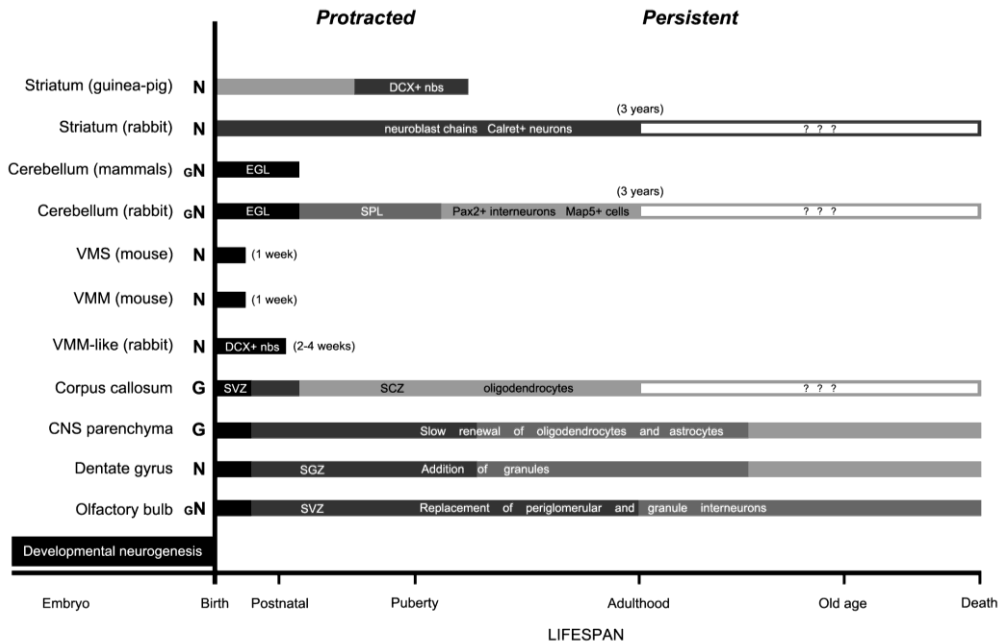 Protracted Persistent
Striatum (guinea-pig) N DCX+ nbs
(3 years)
Striatum (rabbit) N neuroblast chains Calret+ neurons ? ? ?
Cerebellum (mammals) GN EGL
(3 years)
Cerebellum (rabbit) GN EGL SPL Pax2+ interneurons Map5+ cells ? ? ?
VMS (mouse) N (1 week)
VMM (mouse) N (1 week)
VMM-like (rabbit) N DCX+ nbs (2-4 weeks)
Corpus callosum G SVZ SCZ oligodendrocytes ? ? ?
CNS parenchyma G Slow renewal of oligodendrocytes and astrocytes
Dentate gyrus N SGZ Addition of granules
Olfactory bulb GN SVZ Replacement of periglomerular and granule interneurons
Developmental neurogenesis
Embryo Birth Postnatal Puberty Adulthood Old age Death
LIFESPAN